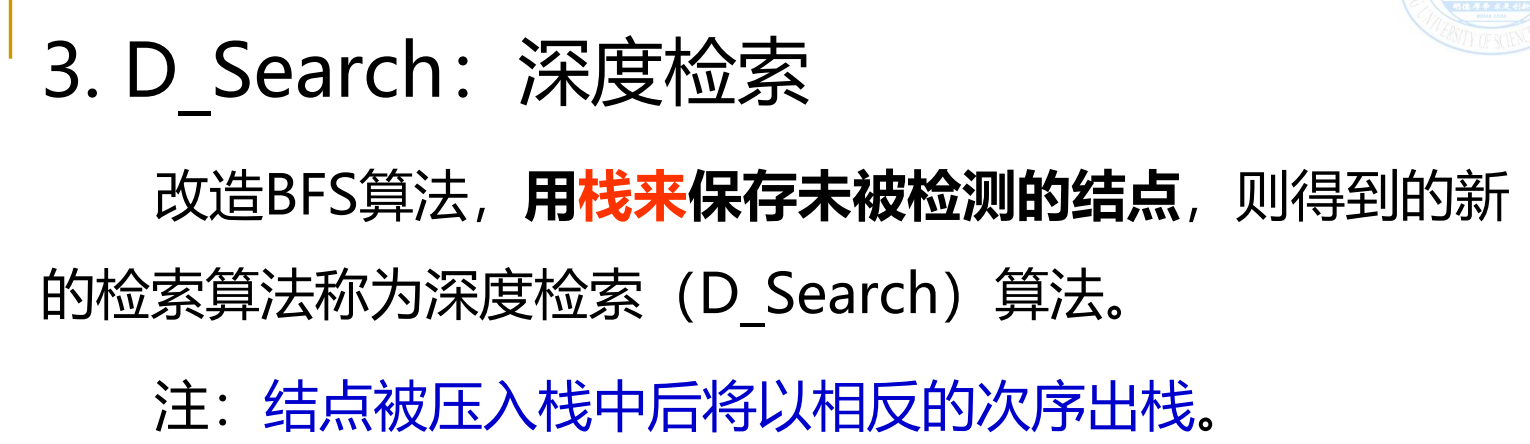 3. D_Search：深度检索
改造BFS算法，用栈来保存未被检测的结点，则得到的新
的检索算法称为深度检索（D_Search）算法。
注：结点被压入栈中后将以相反的次序出栈。